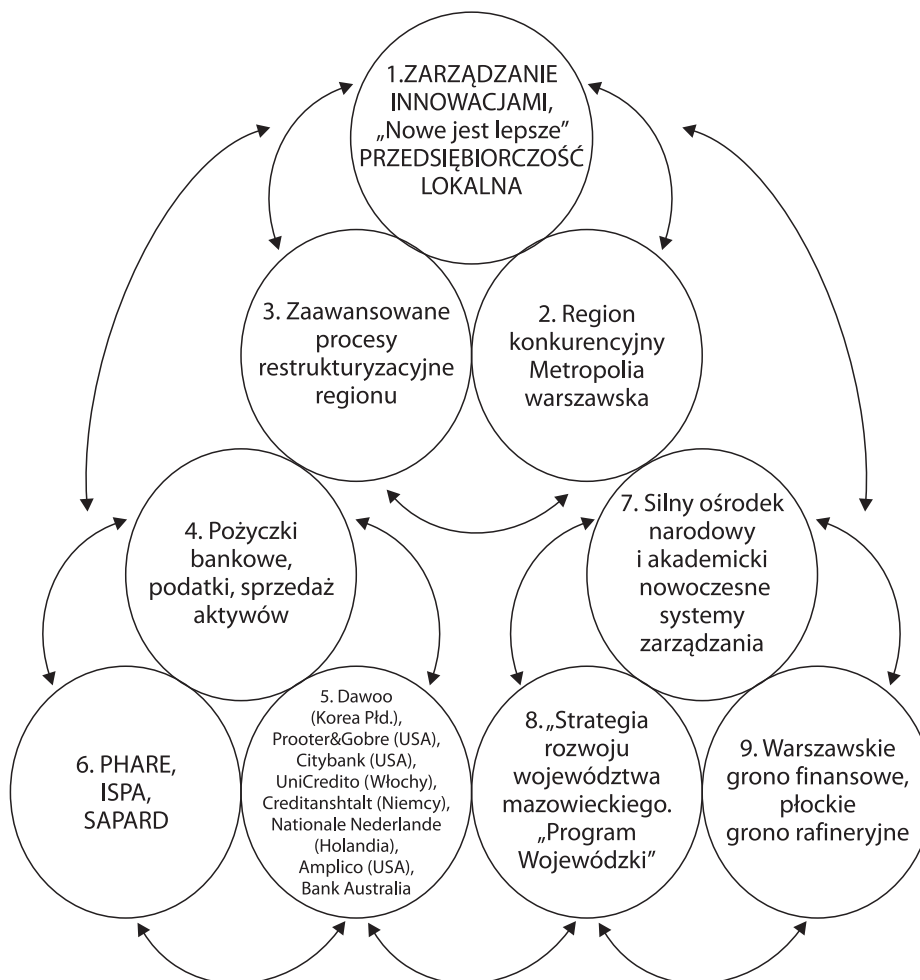 1.ZARZĄDZANIE
INNOWACJAMI,
„Nowe jest lepsze”
PRZEDSIĘBIORCZOŚĆ
LOKALNA
3. Zaawansowane
procesy
restrukturyzacyjne
regionu
2. Region
konkurencyjny
Metropolia
warszawska
4. Pożyczki
bankowe,
podatki, sprzedaż
aktywów
7. Silny ośrodek
narodowy
i akademicki
nowoczesne
systemy
zarządzania
6. PHARE,
ISPA,
SAPARD
5. Dawoo
(Korea Płd.),
Prooter&Gobre (USA),
Citybank (USA),
UniCredito (Włochy),
Creditanshtalt (Niemcy),
Nationale Nederlande
(Holandia),
Amplico (USA),
Bank Australia
8. „Strategia
rozwoju
województwa
mazowieckiego.
„Program
Wojewódzki”
9. Warszawskie
grono finansowe,
płockie
grono rafineryjne